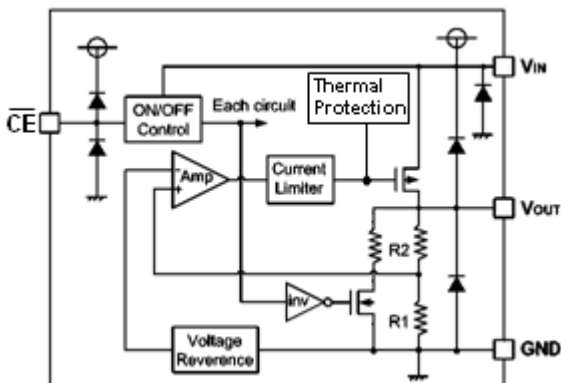 VIN
Thermal
Protection
CE
ON/OFF
Control
Each circuit
-
Amp
+
Current
Limiter
VOUT
R2
inv
R1
Voltage
Reverence
GND